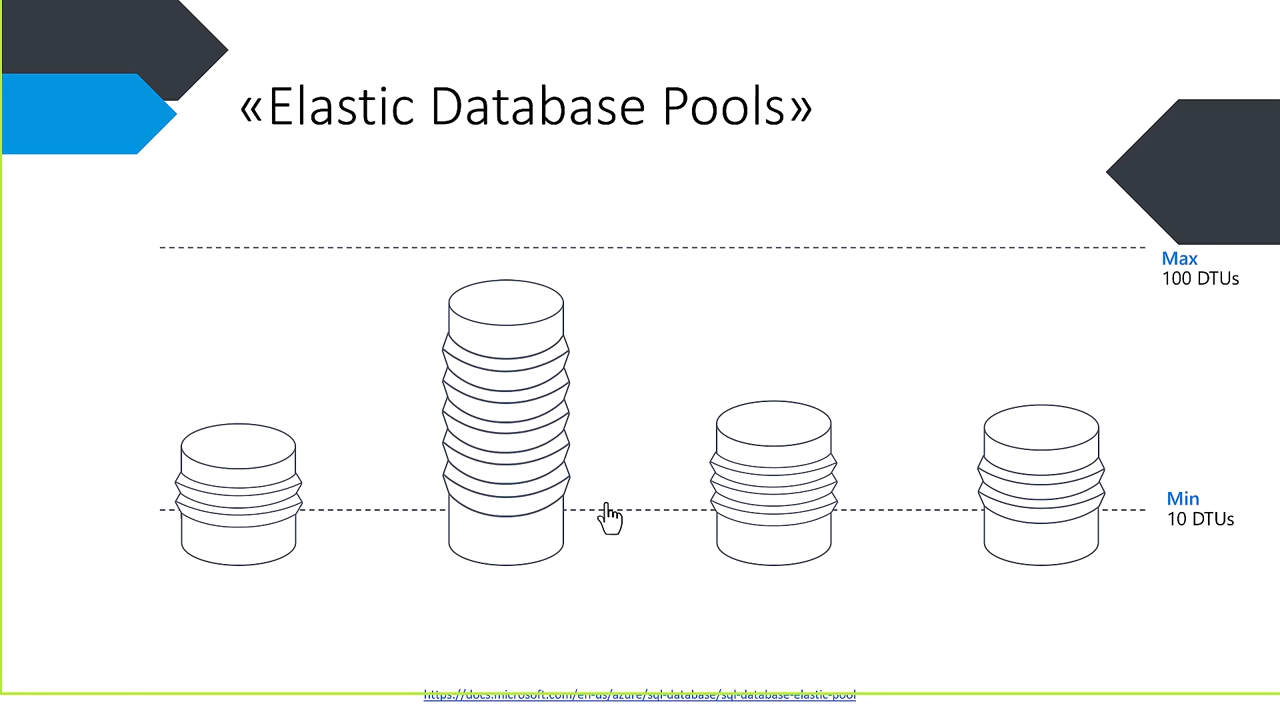 «Elastic Database Pools»
Max
100 DTUs
Min
10 DTUs
https://docs.microsoft.com/en-us/azure/sql-database/sql-database-elastic-pool